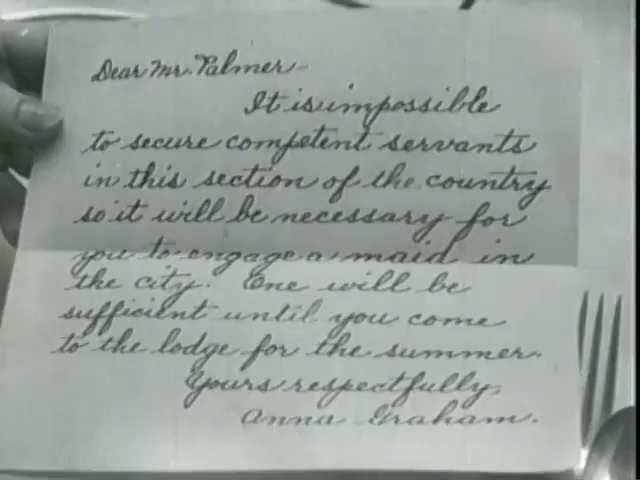 Dear Mr. Palmer-
It is impossible
to secure competent servants
in this section of the country
so it will be necessary for
you to engage a maid in
the city. One will be
sufficient until you come
to the lodge for the summer.
Yours respectfully,
Anna Graham.